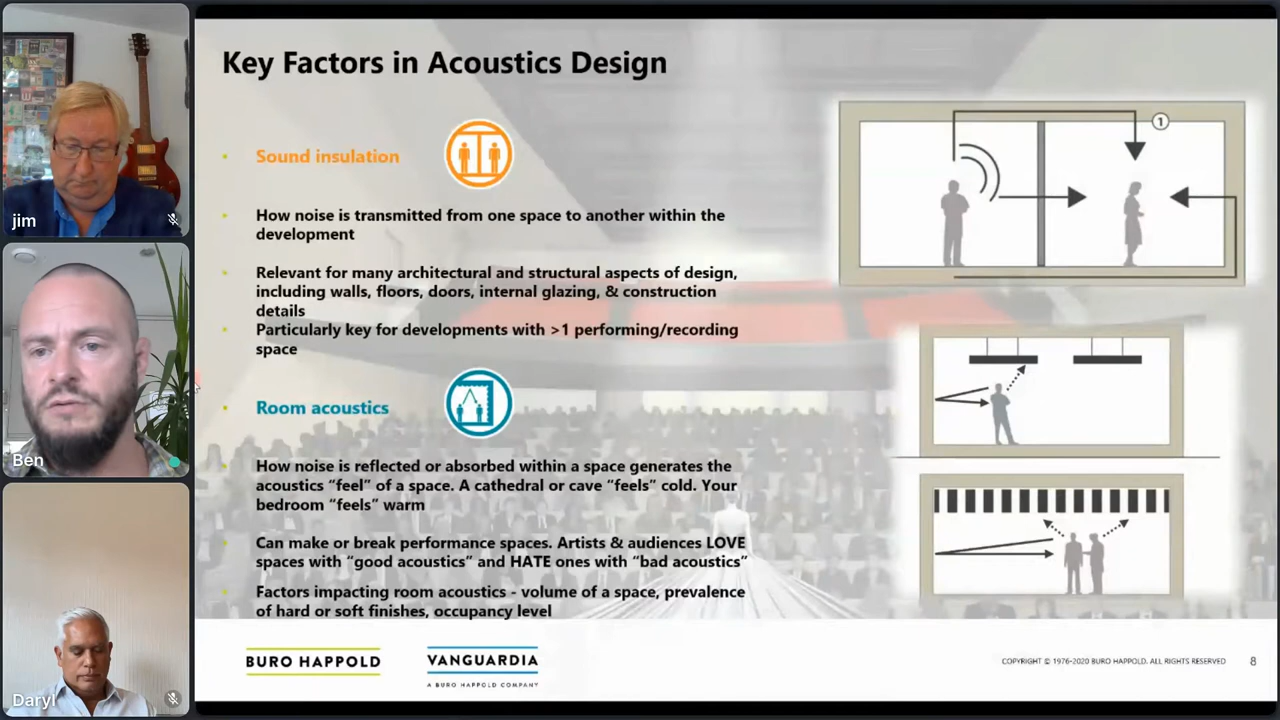 jim
Ben
Daryl
Key Factors in Acoustics Design
Sound insulation
How noise is transmitted from one space to another within the
development
Relevant for many architectural and structural aspects of design,
including walls, floors, doors, internal glazing, & construction
details
Particularly key for developments with >1 performing/recording
space
Room acoustics
How noise is reflected or absorbed within a space generates the
acoustics “feel” of a space. A cathedral or cave “feels” cold. Your
bedroom “feels” warm
Can make or break performance spaces. Artists & audiences LOVE
spaces with “good acoustics” and HATE ones with “bad acoustics”
Factors impacting room acoustics - volume of a space, prevalence
of hard or soft finishes, occupancy level
1
BURO HAPPOLD
VANGUARDIA
A BURO HAPPOLD COMPANY
COPYRIGHT © 1976-2020 BURO HAPPOLD. ALL RIGHTS RESERVED
8